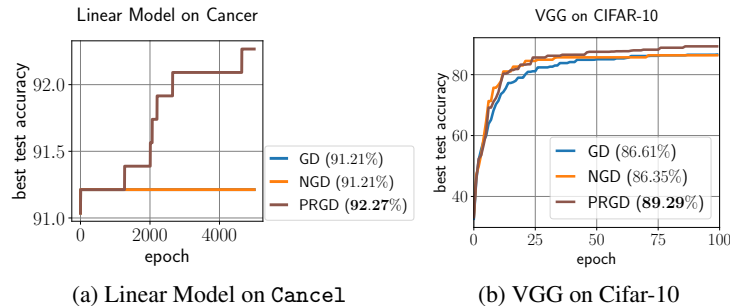 Linear Model on Cancer
best test accuracy
92.0
91.5
91.0
0 2000 4000
epoch
GD (91.21%)
NGD (91.21%)
PRGD (92.27%)
(a) Linear Model on Cancel
VGG on CIFAR-10
best test accuracy
80
60
40
0 25 50 75 100
epoch
GD (86.61%)
NGD (86.35%)
PRGD (89.29%)
(b) VGG on Cifar-10